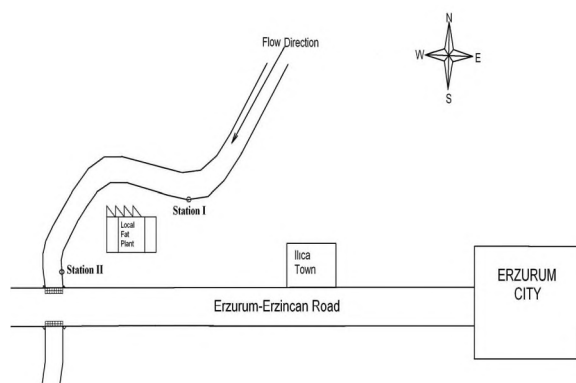 N
Flow Direction
W
E
S
Station I
Local
Fat
Plant
Station II
Ilica
Town
ERZURUM
CITY
Erzurum-Erzincan Road